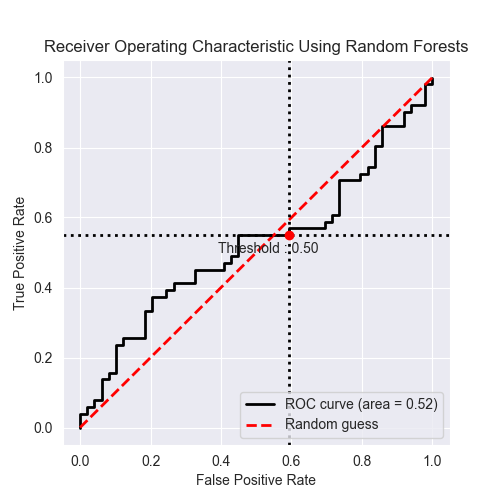 Receiver Operating Characteristic Using Random Forests
1.0
0.8
0.6
0.4
0.2
0.0
True Positive Rate
Threshold : 0.50
ROC curve (area = 0.52)
Random guess
0.0 0.2 0.4 0.6 0.8 1.0
False Positive Rate